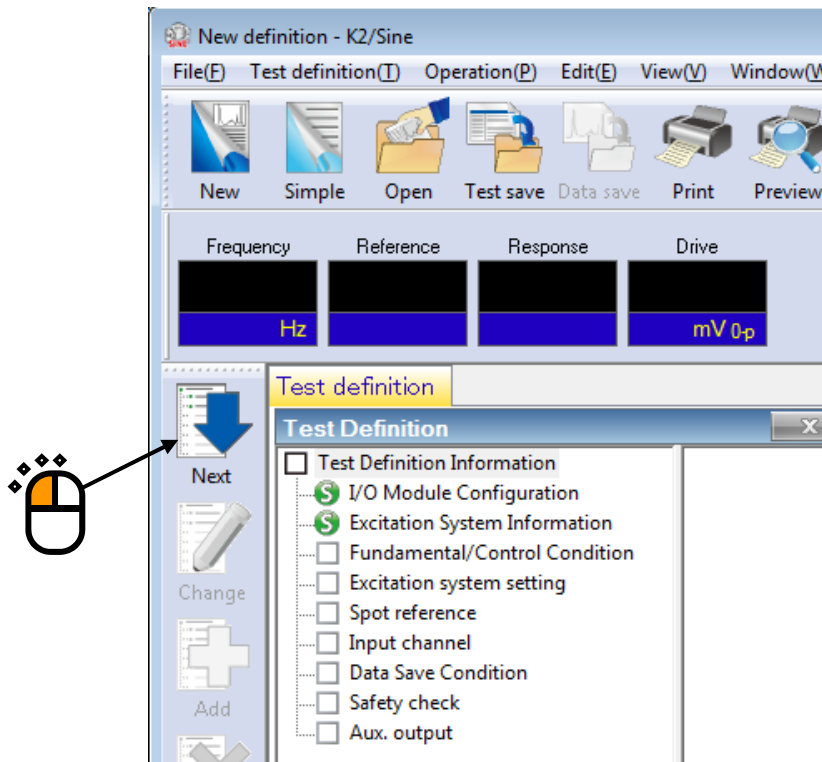 New definition - K2/Sine
File(F) Test definition(T) Operation(P) Edit(E) View(V) Window(W
New Simple Open Test save Data save Print Preview
Frequency Reference Response Drive
Hz mV 0-p
Test definition
Test Definition
Next
Test Definition Information
S I/O Module Configuration
S Excitation System Information
Fundamental/Control Condition
Excitation system setting
Spot reference
Input channel
Data Save Condition
Safety check
Aux. output
Change
Add